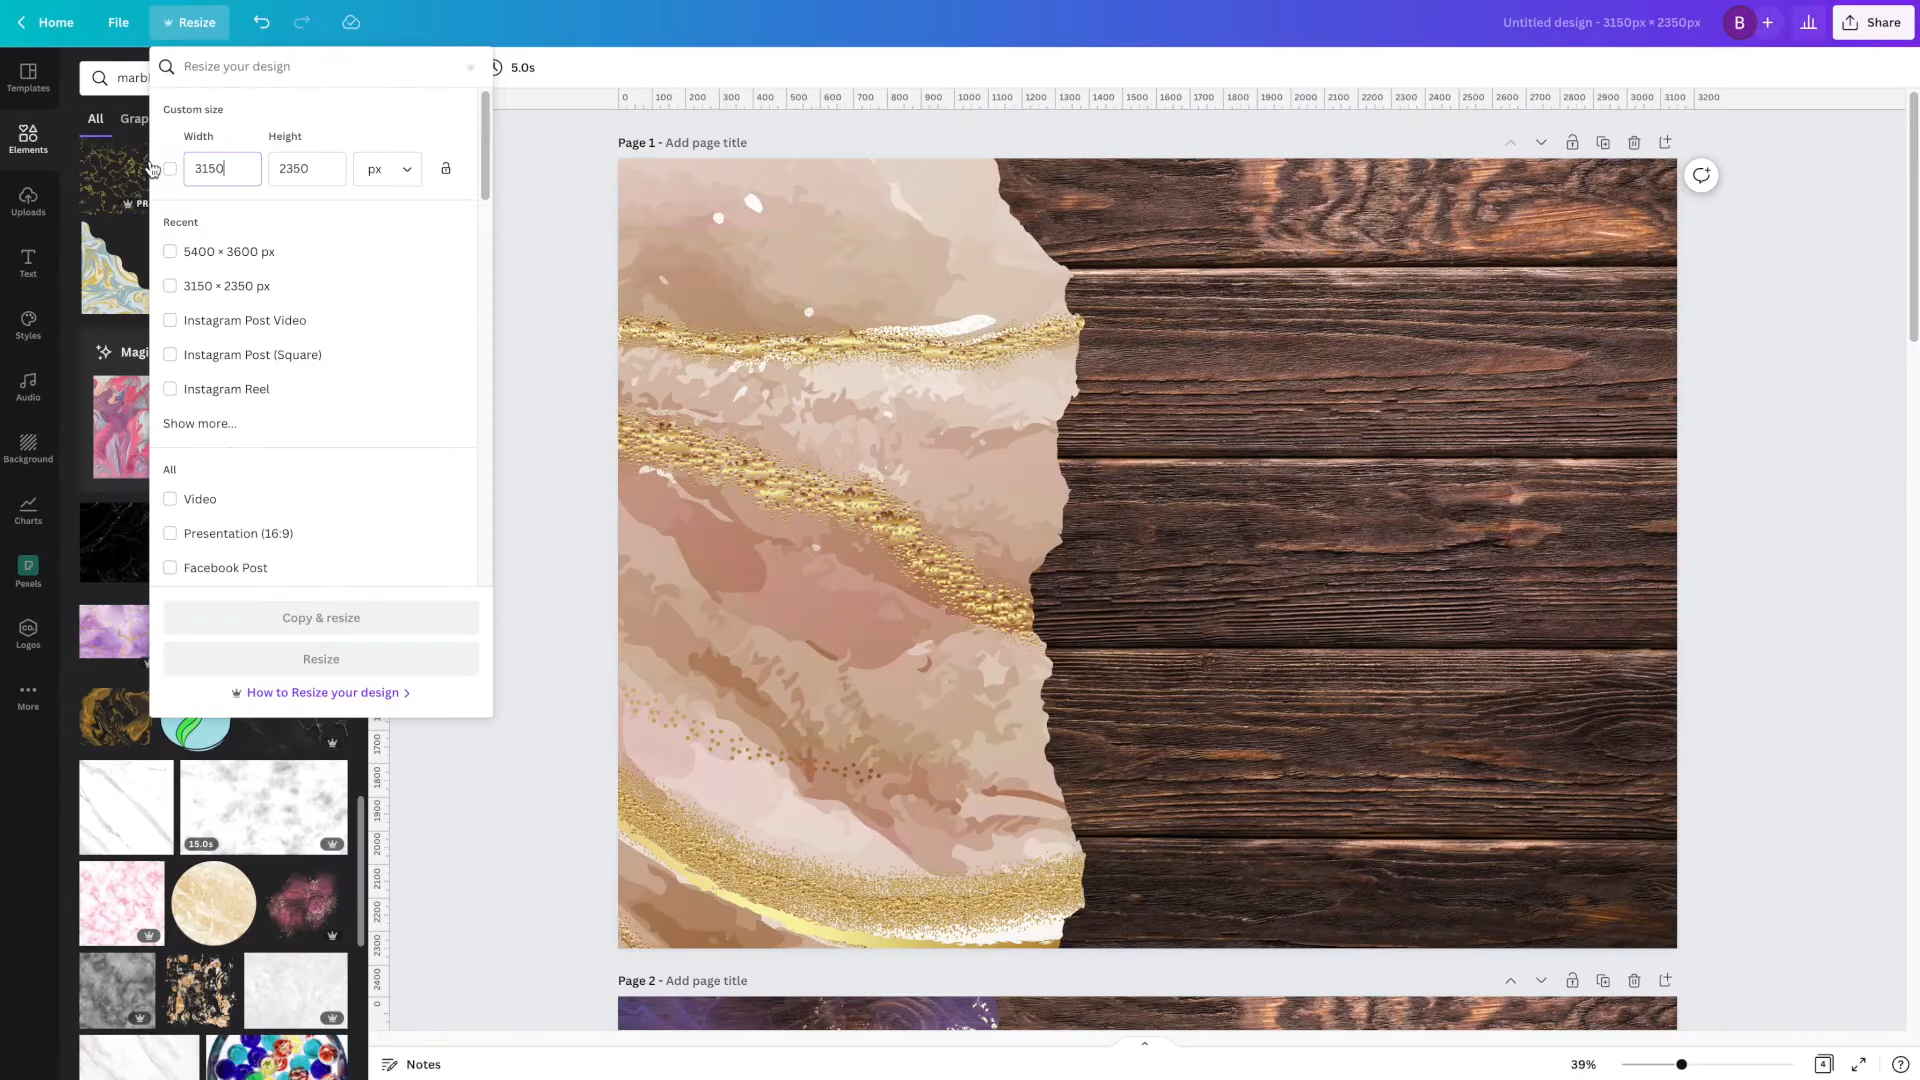 Home
File
Resize
Untitled design - 3150px × 2350px
B
+
Share
Templates
Elements
Uploads
Text
Styles
Audio
Background
Charts
Pexels
CO.
Logos
More
marbl
All
Grap
PR
Magi
15.0s
Resize your design
Custom size
Width
Height
3150
2350
px
Recent
5400 × 3600 px
3150 × 2350 px
Instagram Post Video
Instagram Post (Square)
Instagram Reel
Show more...
All
Video
Presentation (16:9)
Facebook Post
Copy & resize
Resize
How to Resize your design
5.0s
0 100 200 300 400 500 600 700 800 900 1000 1100 1200 1300 1400 1500 1600 1700 1800 1900 2000 2100 2200 2300 2400 2500 2600 2700 2800 2900 3000 3100 3200
1700
1800
1900
2000
2100
2200
2300
2400
0
Page 1 - Add page title
Page 2 - Add page title
Notes
39%
4
?